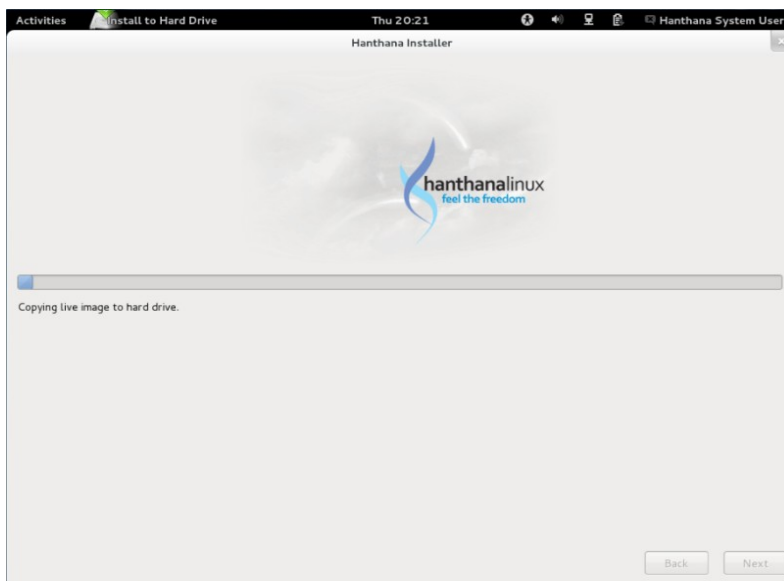 Activities Install to Hard Drive Thu 20:21 Hanthana System User
Hanthana Installer
hanthanalinux
feel the freedom
Copying live image to hard drive.
Back Next